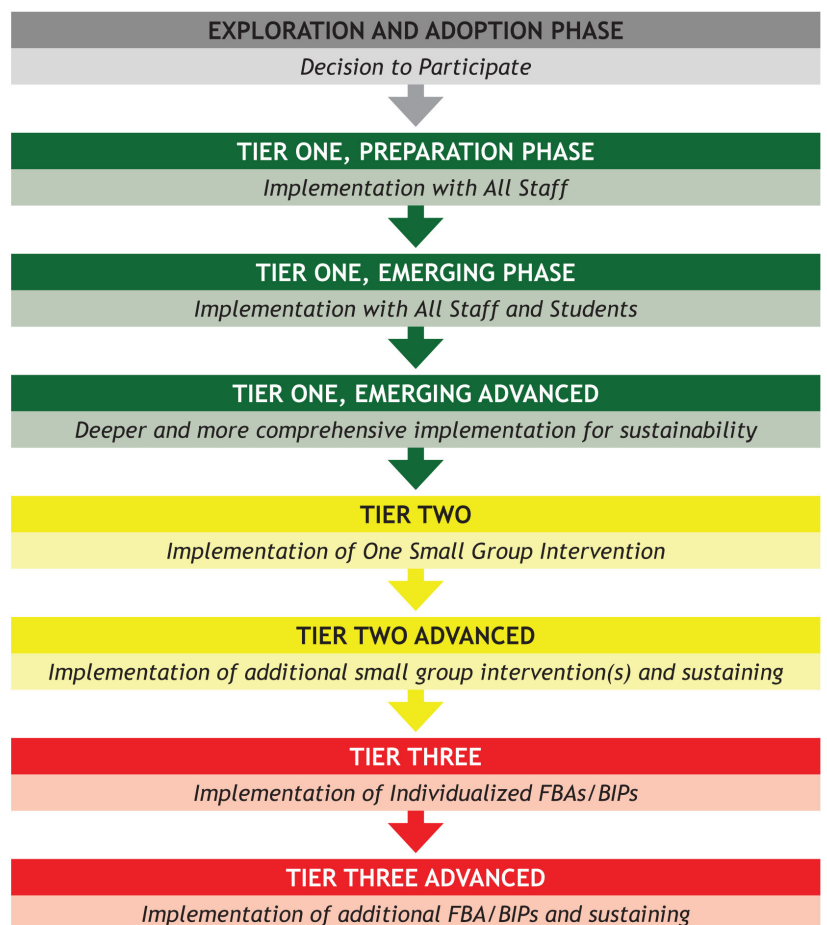 EXPLORATION AND ADOPTION PHASE
Decision to Participate
TIER ONE, PREPARATION PHASE
Implementation with All Staff
TIER ONE, EMERGING PHASE
Implementation with All Staff and Students
TIER ONE, EMERGING ADVANCED
Deeper and more comprehensive implementation for sustainability
TIER TWO
Implementation of One Small Group Intervention
TIER TWO ADVANCED
Implementation of additional small group intervention(s) and sustaining
TIER THREE
Implementation of Individualized FBAs/BIPs
TIER THREE ADVANCED
Implementation of additional FBA/BIPs and sustaining